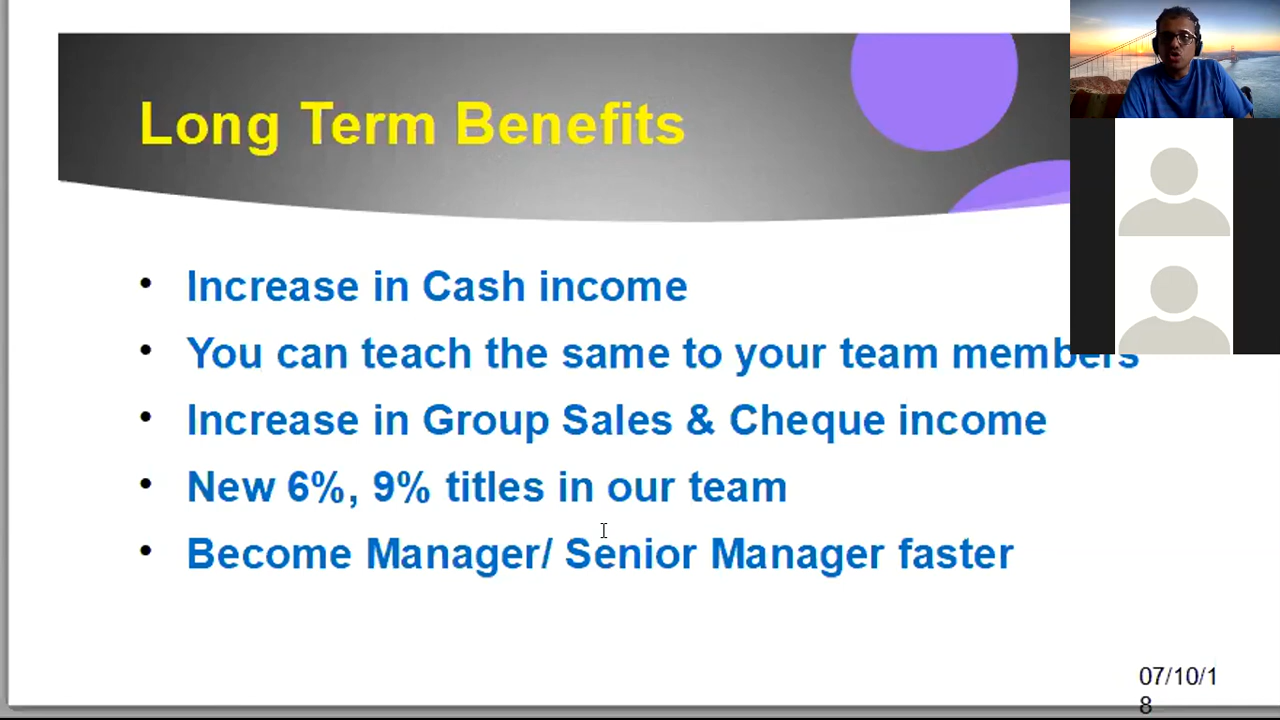 Long Term Benefits
• Increase in Cash income
• You can teach the same to your team members
• Increase in Group Sales & Cheque income
• New 6%, 9% titles in our team
• Become Manager/ Senior Manager faster
07/10/1
8